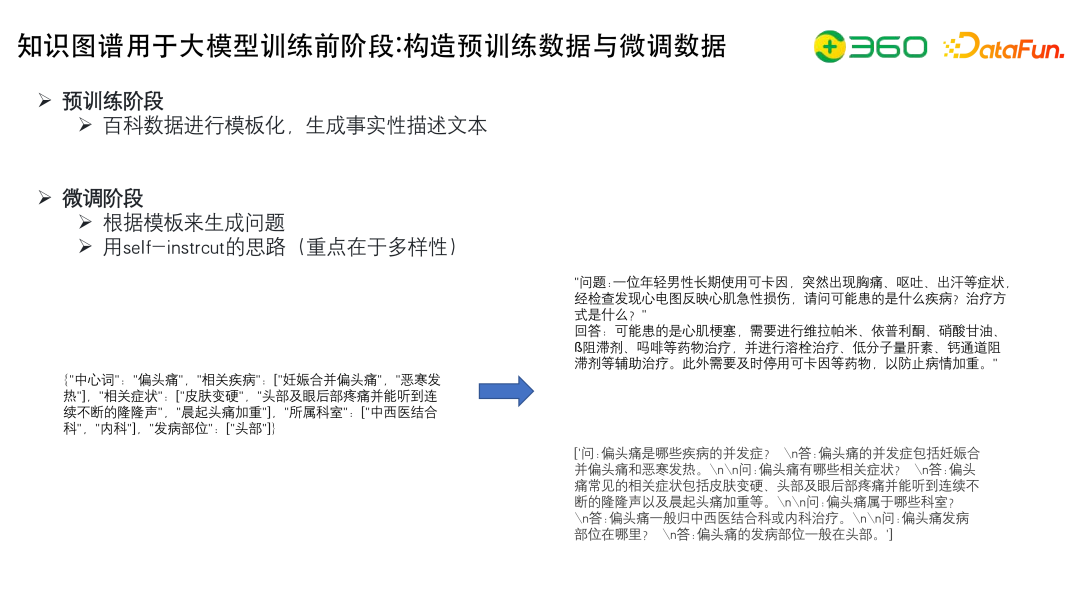 知识图谱用于大模型训练前阶段:构造预训练数据与微调数据
360
DataFun.
预训练阶段
百科数据进行模板化，生成事实性描述文本
微调阶段
根据模板来生成问题
用self-instrcut的思路（重点在于多样性）
"问题:一位年轻男性长期使用可卡因，突然出现胸痛、呕吐、出汗等症状，
经检查发现心电图反映心肌急性损伤，请问可能患的是什么疾病？治疗方
式是什么？"
回答：可能患的是心肌梗塞，需要进行维拉帕米、依普利酮、硝酸甘油、
ß阻滞剂、吗啡等药物治疗，并进行溶栓治疗、低分子量肝素、钙通道阻
滞剂等辅助治疗。此外需要及时停用可卡因等药物，以防止病情加重。"
{"中心词": "偏头痛", "相关疾病": ["妊娠合并偏头痛", "恶寒发
热"], "相关症状": ["皮肤变硬", "头部及眼后部疼痛并能听到连
续不断的隆隆声", "晨起头痛加重"], "所属科室": ["中西医结合
科", "内科"], "发病部位": ["头部"]}
['问:偏头痛是哪些疾病的并发症？ \n答:偏头痛的并发症包括妊娠合
并偏头痛和恶寒发热。\n\n问:偏头痛有哪些相关症状？ \n答:偏头
痛常见的相关症状包括皮肤变硬、头部及眼后部疼痛并能听到连续不
断的隆隆声以及晨起头痛加重等。\n\n问:偏头痛属于哪些科室？
\n答:偏头痛一般归中西医结合科或内科治疗。\n\n问:偏头痛发病
部位在哪里？ \n答:偏头痛的发病部位一般在头部。']